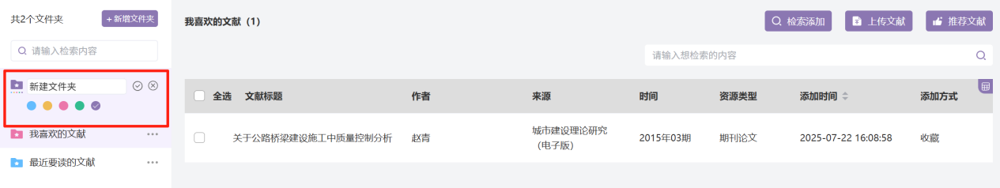 共2个文件夹
+新增文件夹
请输入检索内容
新建文件夹
我喜欢的文献
最近要读的文献
我喜欢的文献（1）
检索添加
上传文献
推荐文献
请输入想检索的内容
全选 文献标题 作者 来源 时间 资源类型 添加时间 添加方式
关于公路桥梁建设施工中质量控制分析 赵青 城市建设理论研究 2015年03期 期刊论文 2025-07-22 16:08:58 收藏
（电子版）